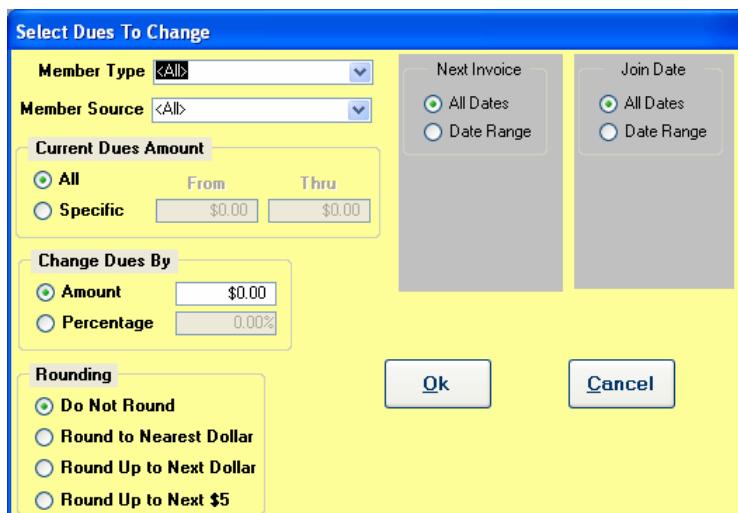 Select Dues To Change
Member Type <All>
Member Source <All>
Current Dues Amount
All From Thru
Specific $0.00 $0.00
Change Dues By
Amount $0.00
Percentage 0.00%
Rounding
Do Not Round
Round to Nearest Dollar
Round Up to Next Dollar
Round Up to Next $5
Next Invoice
All Dates
Date Range
Join Date
All Dates
Date Range
Ok
Cancel